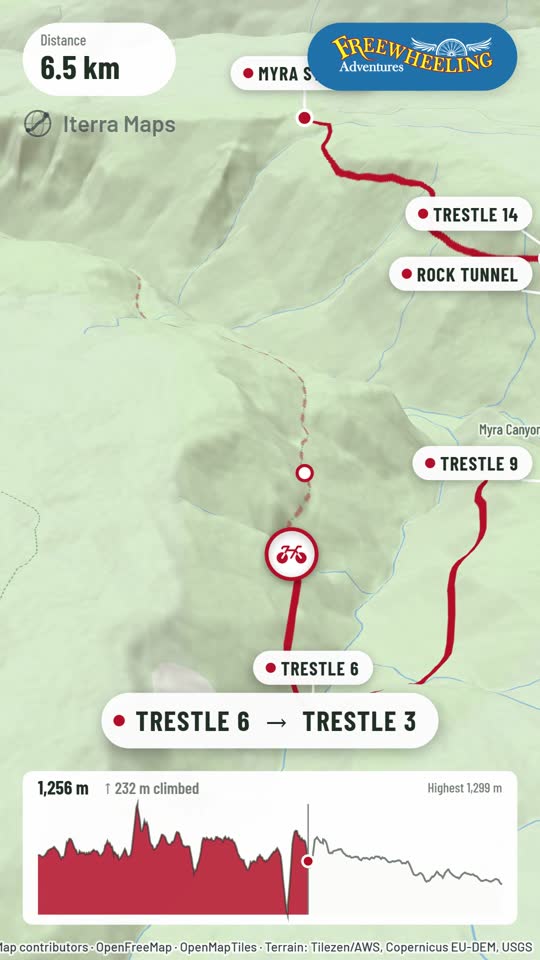 Distance
6.5 km
FREEWHEELING
Adventures
MYRA
Iterra Maps
TRESTLE 14
ROCK TUNNEL
Myra Canyon
TRESTLE 9
TRESTLE 6
TRESTLE 6 → TRESTLE 3
1,256 m ↑ 232 m climbed Highest 1,299 m
Map contributors · OpenFreeMap · OpenMapTiles · Terrain: Tilezen/AWS, Copernicus EU-DEM, USGS